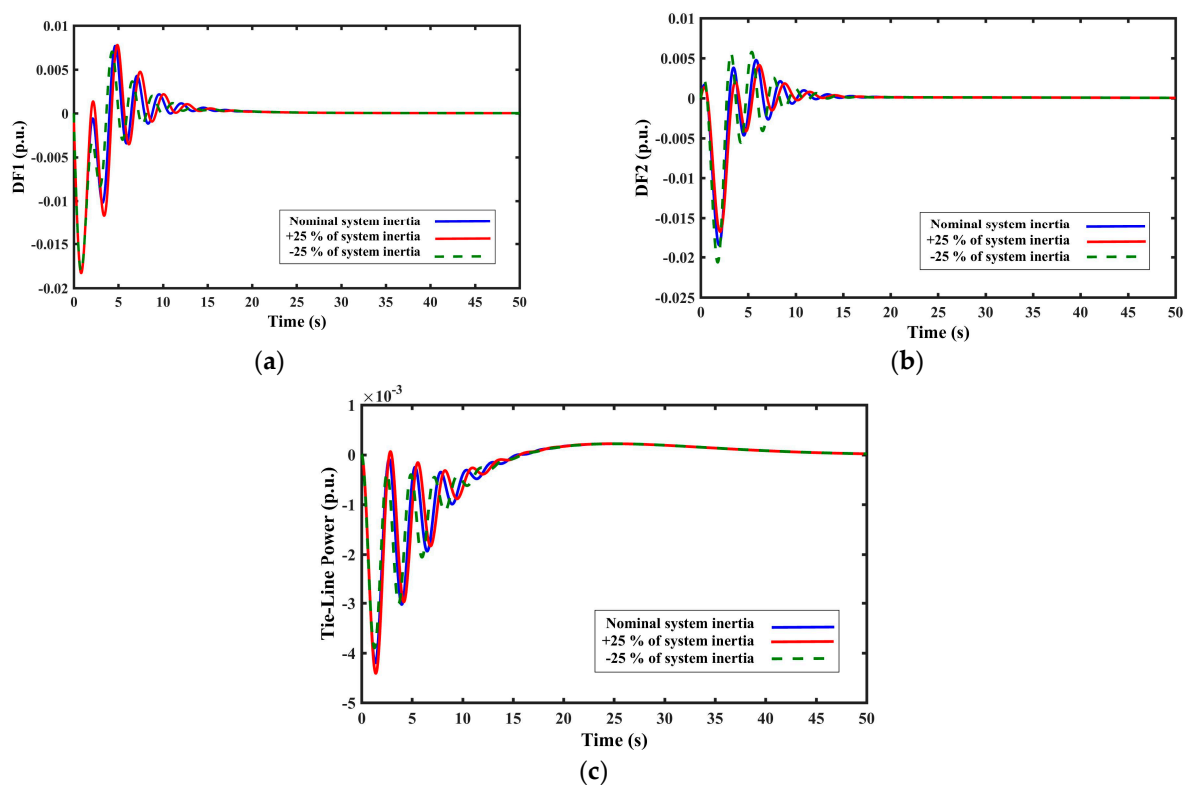 0.01
0.005
0
-0.005
-0.01
-0.015
-0.02
DF1 (p.u.)
Nominal system inertia
+25 % of system inertia
-25 % of system inertia
0 5 10 15 20 25 30 35 40 45 50
Time (s)
(a)
0.01
0.005
0
-0.005
-0.01
-0.015
-0.02
-0.025
DF2 (p.u.)
Nominal system inertia
+25 % of system inertia
-25 % of system inertia
0 5 10 15 20 25 30 35 40 45 50
Time (s)
(b)
×10-3
1
0
-1
-2
-3
-4
-5
Tie-Line Power (p.u.)
Nominal system inertia
+25 % of system inertia
-25 % of system inertia
0 5 10 15 20 25 30 35 40 45 50
Time (s)
(c)